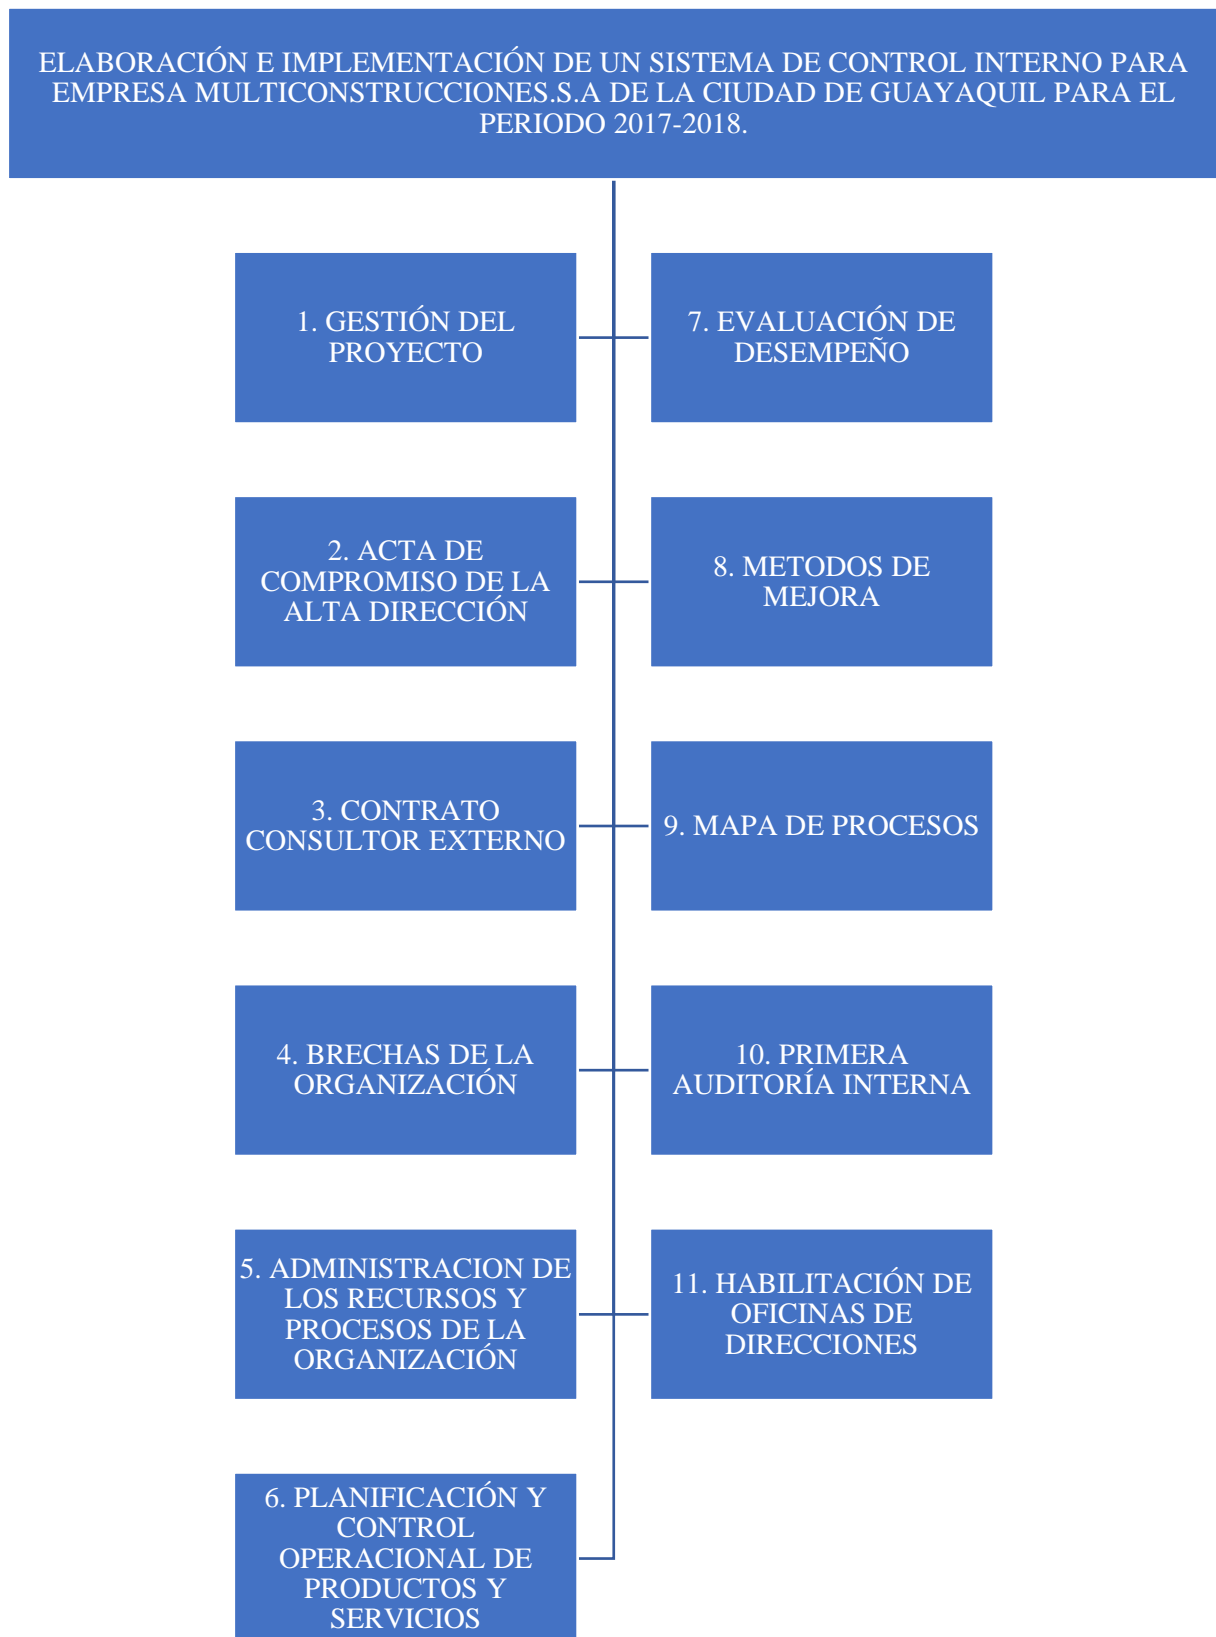 ELABORACIÓN E IMPLEMENTACIÓN DE UN SISTEMA DE CONTROL INTERNO PARA
EMPRESA MULTICONSTRUCCIONES.S.A DE LA CIUDAD DE GUAYAQUIL PARA EL
PERIODO 2017-2018.
1. GESTIÓN DEL
PROYECTO
2. ACTA DE
COMPROMISO DE LA
ALTA DIRECCIÓN
3. CONTRATO
CONSULTOR EXTERNO
4. BRECHAS DE LA
ORGANIZACIÓN
5. ADMINISTRACION DE
LOS RECURSOS Y
PROCESOS DE LA
ORGANIZACIÓN
6. PLANIFICACIÓN Y
CONTROL
OPERACIONAL DE
PRODUCTOS Y
SERVICIOS
7. EVALUACIÓN DE
DESEMPEÑO
8. METODOS DE
MEJORA
9. MAPA DE PROCESOS
10. PRIMERA
AUDITORÍA INTERNA
11. HABILITACIÓN DE
OFICINAS DE
DIRECCIONES